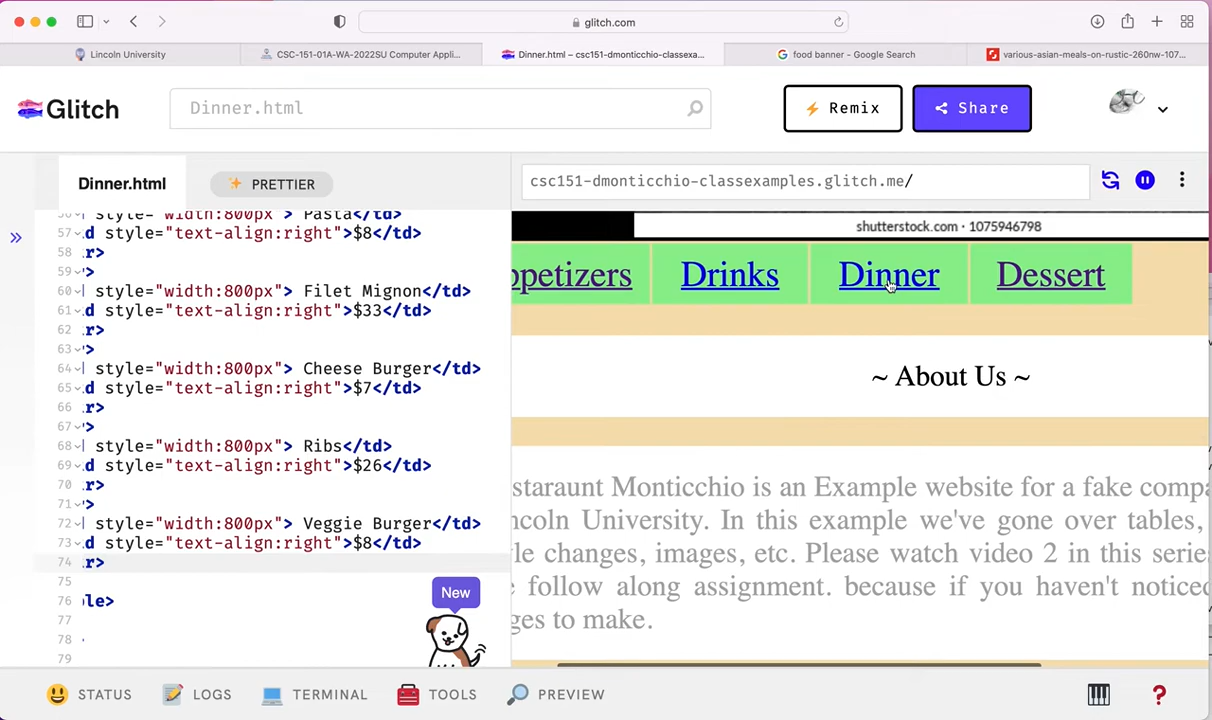 glitch.com
Lincoln University
CSC-151-01A-WA-2022SU Computer Appli...
Dinner.html – csc151-dmonticchio-classexa...
food banner - Google Search
various-asian-meals-on-rustic-260nw-107...
Glitch
Dinner.html
Remix
Share
Dinner.html
PRETTIER
csc151-dmonticchio-classexamples.glitch.me/
56 style="width:800px"> Pasta</td>
57 d style="text-align:right">$8</td>
58 r>
59 >
60 style="width:800px"> Filet Mignon</td>
61 d style="text-align:right">$33</td>
62 r>
63 >
64 style="width:800px"> Cheese Burger</td>
65 d style="text-align:right">$7</td>
66 r>
67 >
68 style="width:800px"> Ribs</td>
69 d style="text-align:right">$26</td>
70 r>
71 >
72 style="width:800px"> Veggie Burger</td>
73 d style="text-align:right">$8</td>
74 r>
75
76 le>
77
78
79
New
shutterstock.com · 1075946798
ppetizers Drinks Dinner Dessert
~ About Us ~
staraunt Monticchio is an Example website for a fake compa
ncoln University. In this example we've gone over tables,
le changes, images, etc. Please watch video 2 in this serie
e follow along assignment. because if you haven't noticed
ges to make.
STATUS
LOGS
TERMINAL
TOOLS
PREVIEW
?